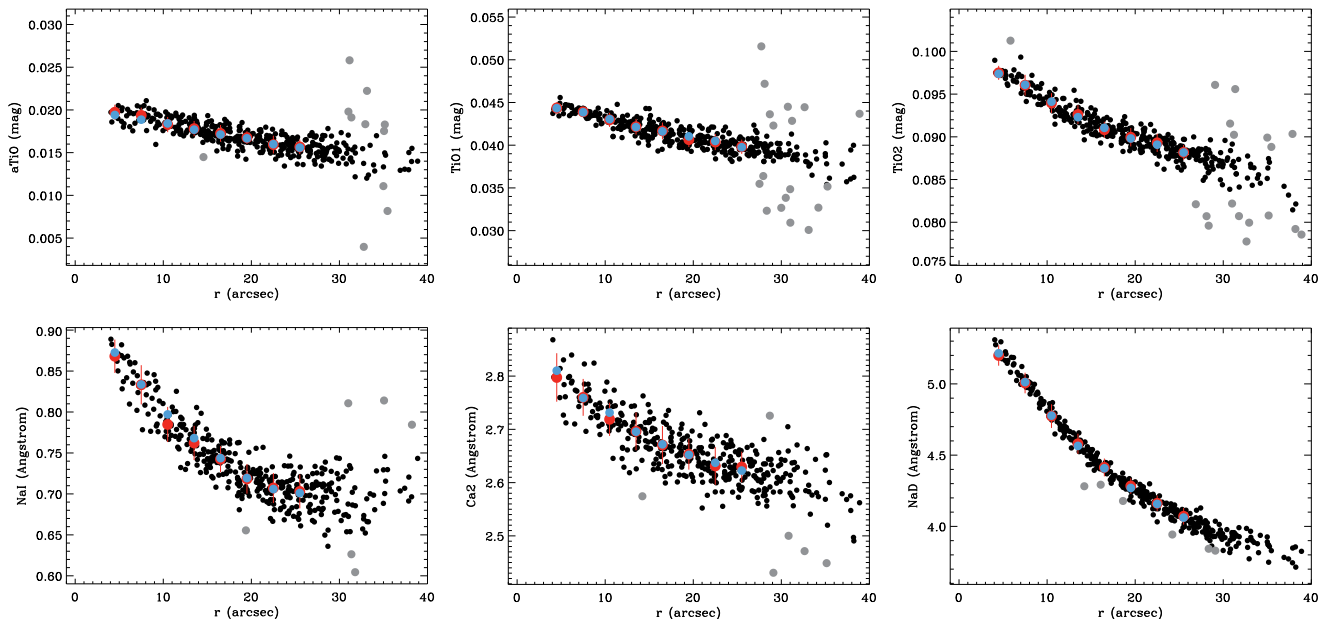 aTiO (mag)
0.030
0.025
0.020
0.015
0.010
0.005
0 10 20 30 40
r (arcsec)
TiO1 (mag)
0.055
0.050
0.045
0.040
0.035
0.030
0 10 20 30 40
r (arcsec)
TiO2 (mag)
0.100
0.095
0.090
0.085
0.080
0.075
0 10 20 30 40
r (arcsec)
NaI (Angstrom)
0.90
0.85
0.80
0.75
0.70
0.65
0.60
0 10 20 30 40
r (arcsec)
Ca2 (Angstrom)
2.8
2.7
2.6
2.5
0 10 20 30 40
r (arcsec)
NaD (Angstrom)
5.0
4.5
4.0
0 10 20 30 40
r (arcsec)